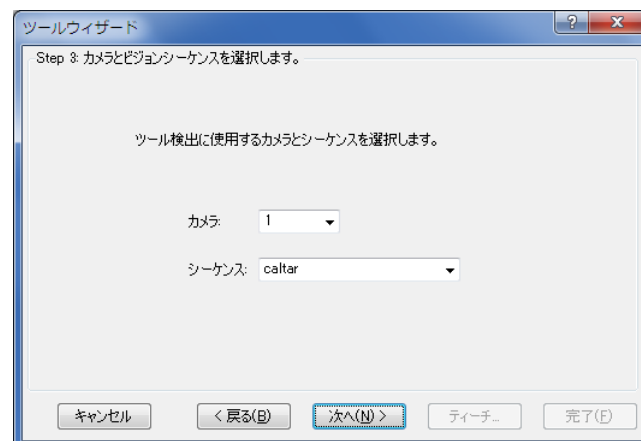 ツールウィザード
Step 3: カメラとビジョンシーケンスを選択します。
ツール検出に使用するカメラとシーケンスを選択します。
カメラ: 1
シーケンス: caltar
キャンセル < 戻る(B) 次へ(N) > ティーチ... 完了(F)